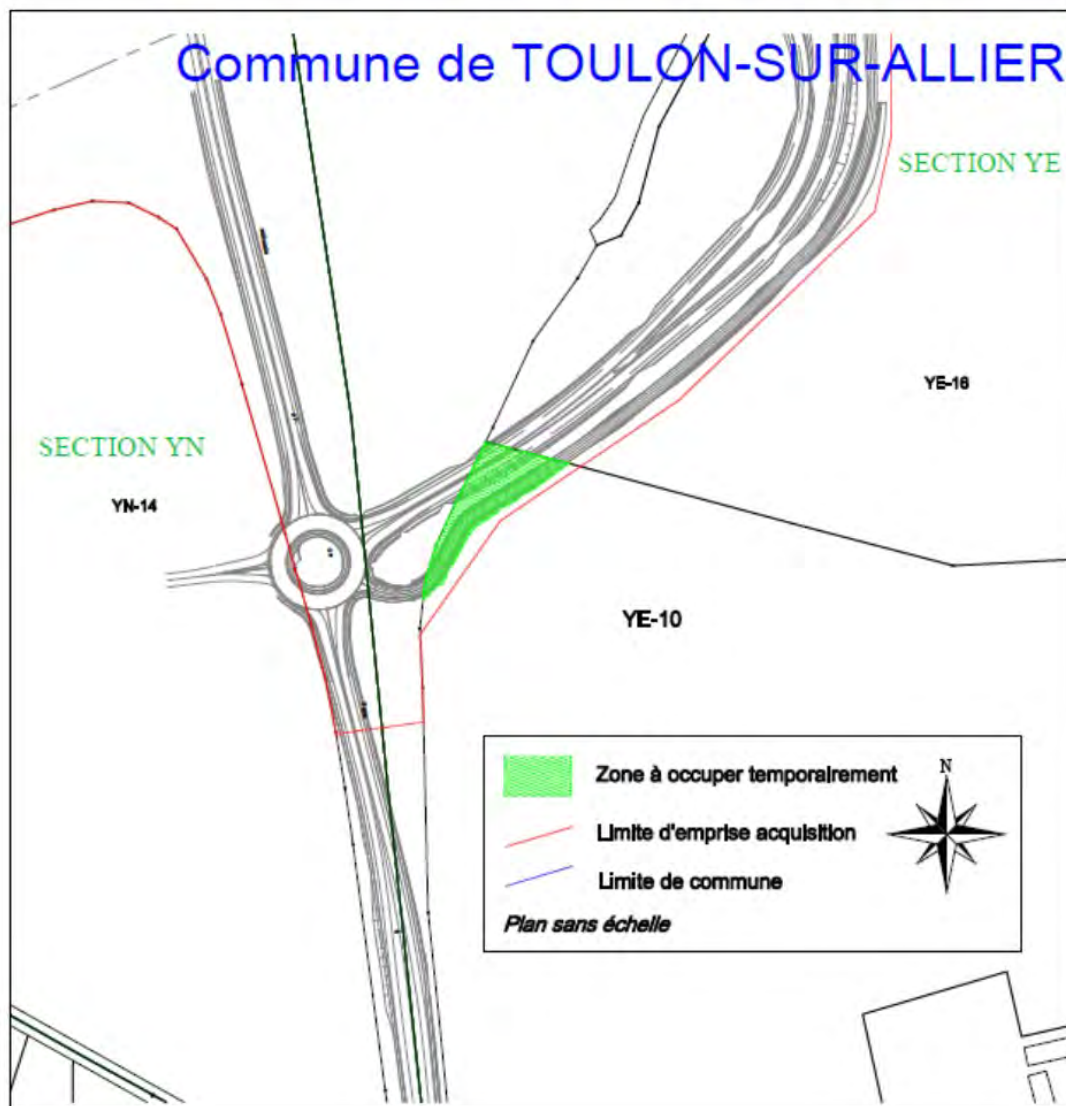 Commune de TOULON-SUR-ALLIER
SECTION YE
YE-16
SECTION YN
YN-14
YE-10
N
Zone à occuper temporairement
Limite d'emprise acquisition
Limite de commune
Plan sans échelle